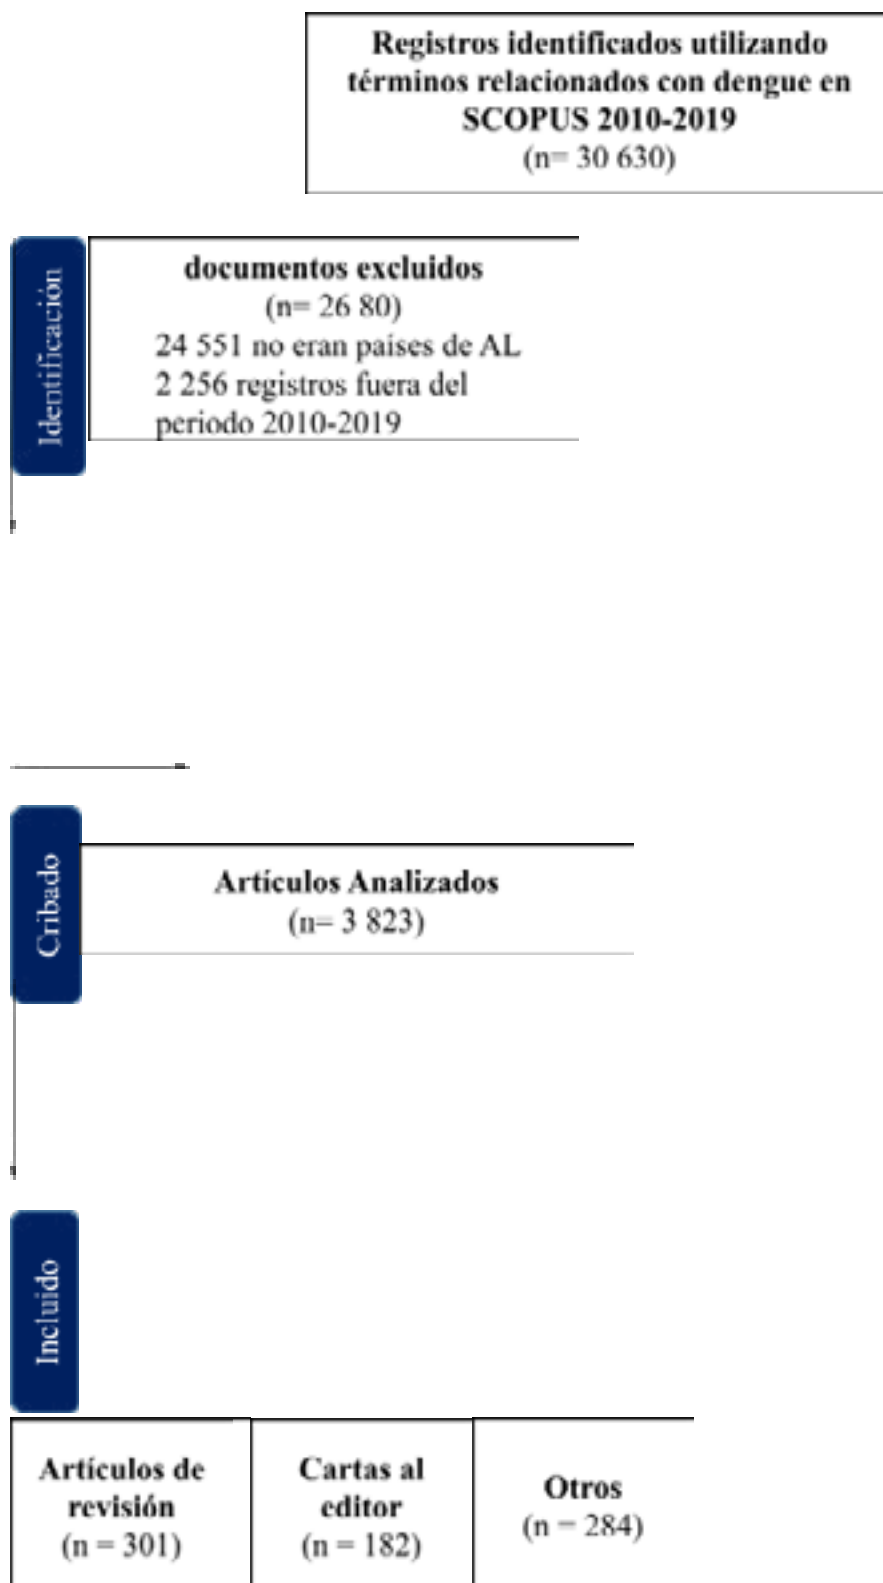 Registros identificados utilizando
términos relacionados con dengue en
SCOPUS 2010-2019
(n= 30 630)
Identificación
documentos excluidos
(n= 26 80)
24 551 no eran países de AL
2 256 registros fuera del
periodo 2010-2019
Cribado
Artículos Analizados
(n= 3 823)
Incluido
Artículos de
revisión
(n = 301)
Cartas al
editor
(n = 182)
Otros
(n = 284)